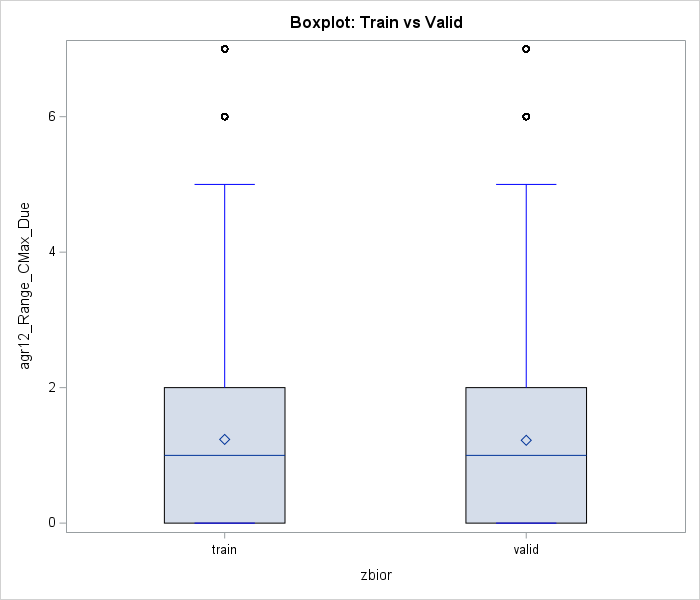 Boxplot: Train vs Valid
agr12_Range_CMax_Due
6
4
2
0
train
valid
zbior